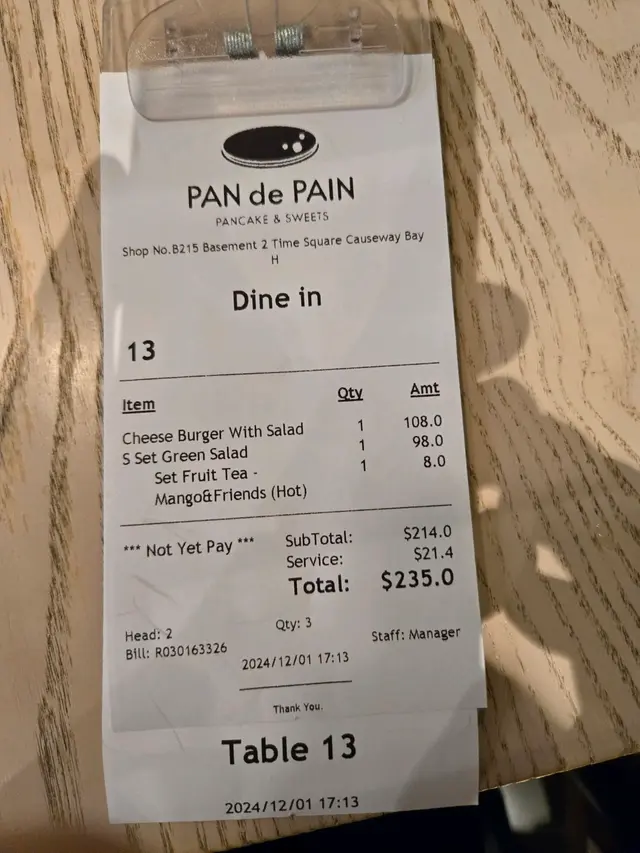 PAN de PAIN
PANCAKE & SWEETS
Shop No.B215 Basement 2 Time Square Causeway Bay
H
Dine in
13
Item Qty Amt
Cheese Burger With Salad 1 108.0
S Set Green Salad 1 98.0
Set Fruit Tea - 1 8.0
Mango&Friends (Hot)
*** Not Yet Pay *** SubTotal: $214.0
Service: $21.4
Total: $235.0
Head: 2 Qty: 3 Staff: Manager
Bill: R030163326 2024/12/01 17:13
Thank You.
Table 13
2024/12/01 17:13